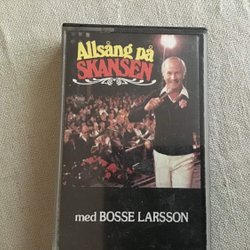 Allsång på
SKANSEN
med BOSSE LARSSON